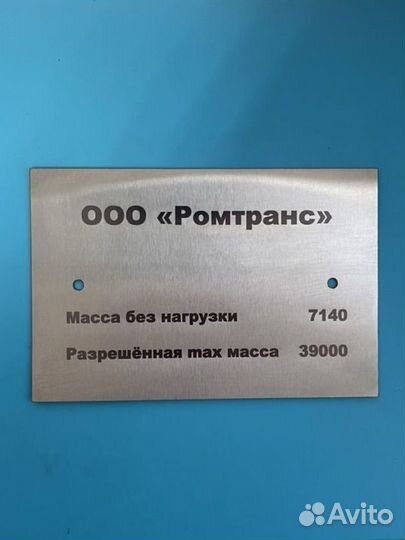 ООО «Ромтранс»
Масса без нагрузки 7140
Разрешённая max масса 39000
Avito